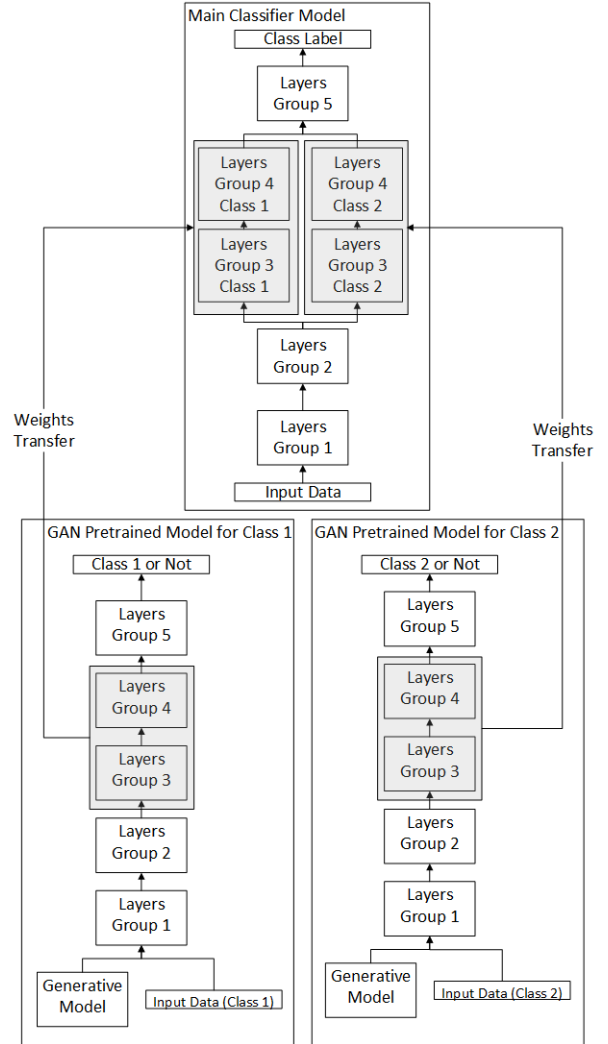 Main Classifier Model
Class Label
Layers
Group 5
Layers
Group 4
Class 1
Layers
Group 4
Class 2
Layers
Group 3
Class 1
Layers
Group 3
Class 2
Layers
Group 2
Layers
Group 1
Input Data
Weights
Transfer
Weights
Transfer
GAN Pretrained Model for Class 1
Class 1 or Not
Layers
Group 5
Layers
Group 4
Layers
Group 3
Layers
Group 2
Layers
Group 1
Generative
Model
Input Data (Class 1)
GAN Pretrained Model for Class 2
Class 2 or Not
Layers
Group 5
Layers
Group 4
Layers
Group 3
Layers
Group 2
Layers
Group 1
Generative
Model
Input Data (Class 2)